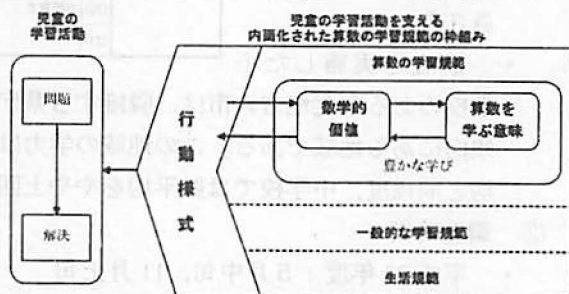 児童の
学習活動
児童の学習活動を支える
内面化された算数の学習規範の枠組み
問題
解決
行動様式
算数の学習規範
数学的
価値
算数を
学ぶ意味
豊かな学び
一般的な学習規範
生活規範